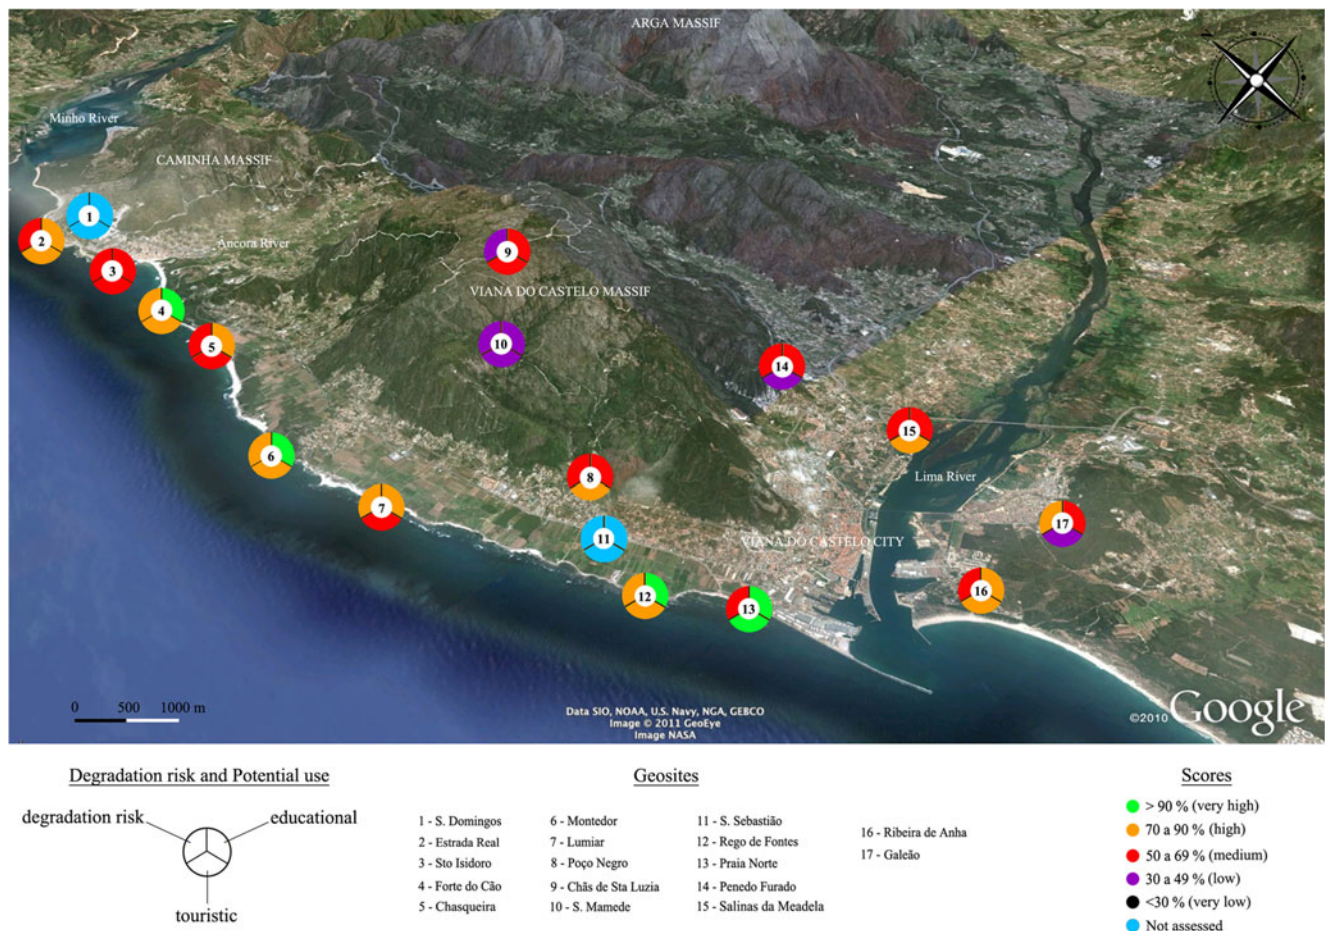 ARGA MASSIF
Minho River
CAMINHA MASSIF
1
2
Âncora River
3
9
VIANA DO CASTELO MASSIF
4
5
10
14
15
6
8
Lima River
7
17
11
VIANA DO CASTELO CITY
12
16
13
0 500 1000 m
Data SIO, NOAA, U.S. Navy, NGA, GEBCO
Image © 2011 GeoEye
Image NASA
©2010 Google
Degradation risk and Potential use
degradation risk
educational
touristic
Geosites
1 - S. Domingos
2 - Estrada Real
3 - Sto Isidoro
4 - Forte do Cão
5 - Chasqueira
6 - Montedor
7 - Lumiar
8 - Poço Negro
9 - Chãs de Sta Luzia
10 - S. Mamede
11 - S. Sebastião
12 - Rego de Fontes
13 - Praia Norte
14 - Penedo Furado
15 - Salinas da Meadela
16 - Ribeira de Anha
17 - Galeão
Scores
> 90 % (very high)
70 a 90 % (high)
50 a 69 % (medium)
30 a 49 % (low)
<30 % (very low)
Not assessed